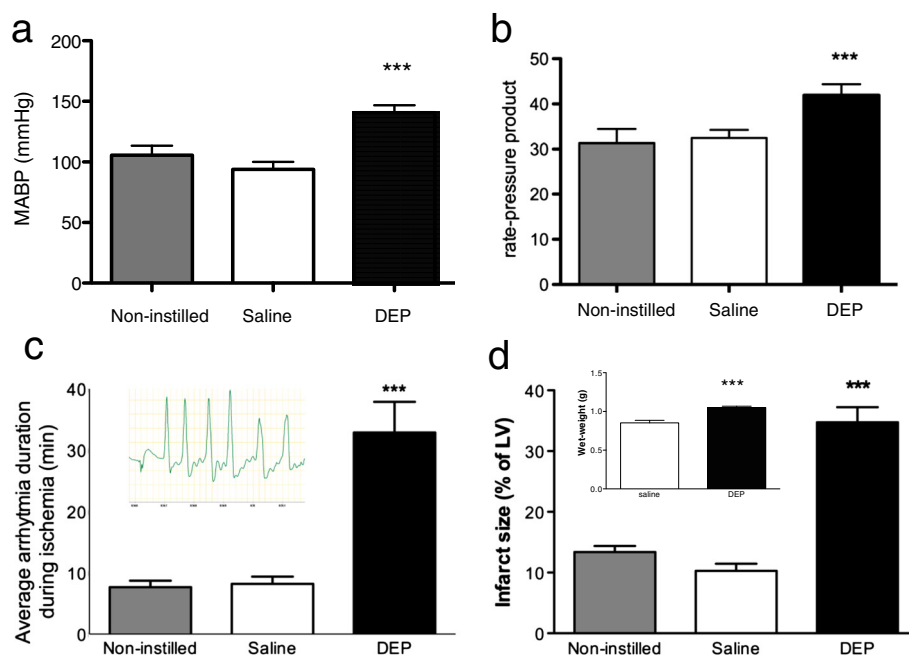 a
200
150
100
50
0
MABP (mmHg)
***
Non-instilled Saline DEP
b
50
40
30
20
10
0
rate-pressure product
***
Non-instilled Saline DEP
c
40
30
20
10
0
Average arrhytmia duration
during ischemia (min)
***
Non-instilled Saline DEP
d
40
30
20
10
0
Infarct size (% of LV)
1.5
1.0
0.5
0.0
Wet-weight (g)
***
saline DEP
***
Non-instilled Saline DEP